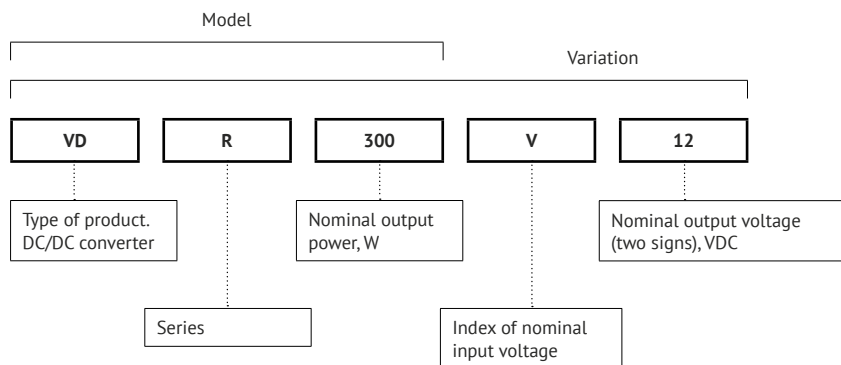 Model
Variation
VD
R
300
V
12
Type of product.
DC/DC converter
Nominal output
power, W
Nominal output voltage
(two signs), VDC
Series
Index of nominal
input voltage